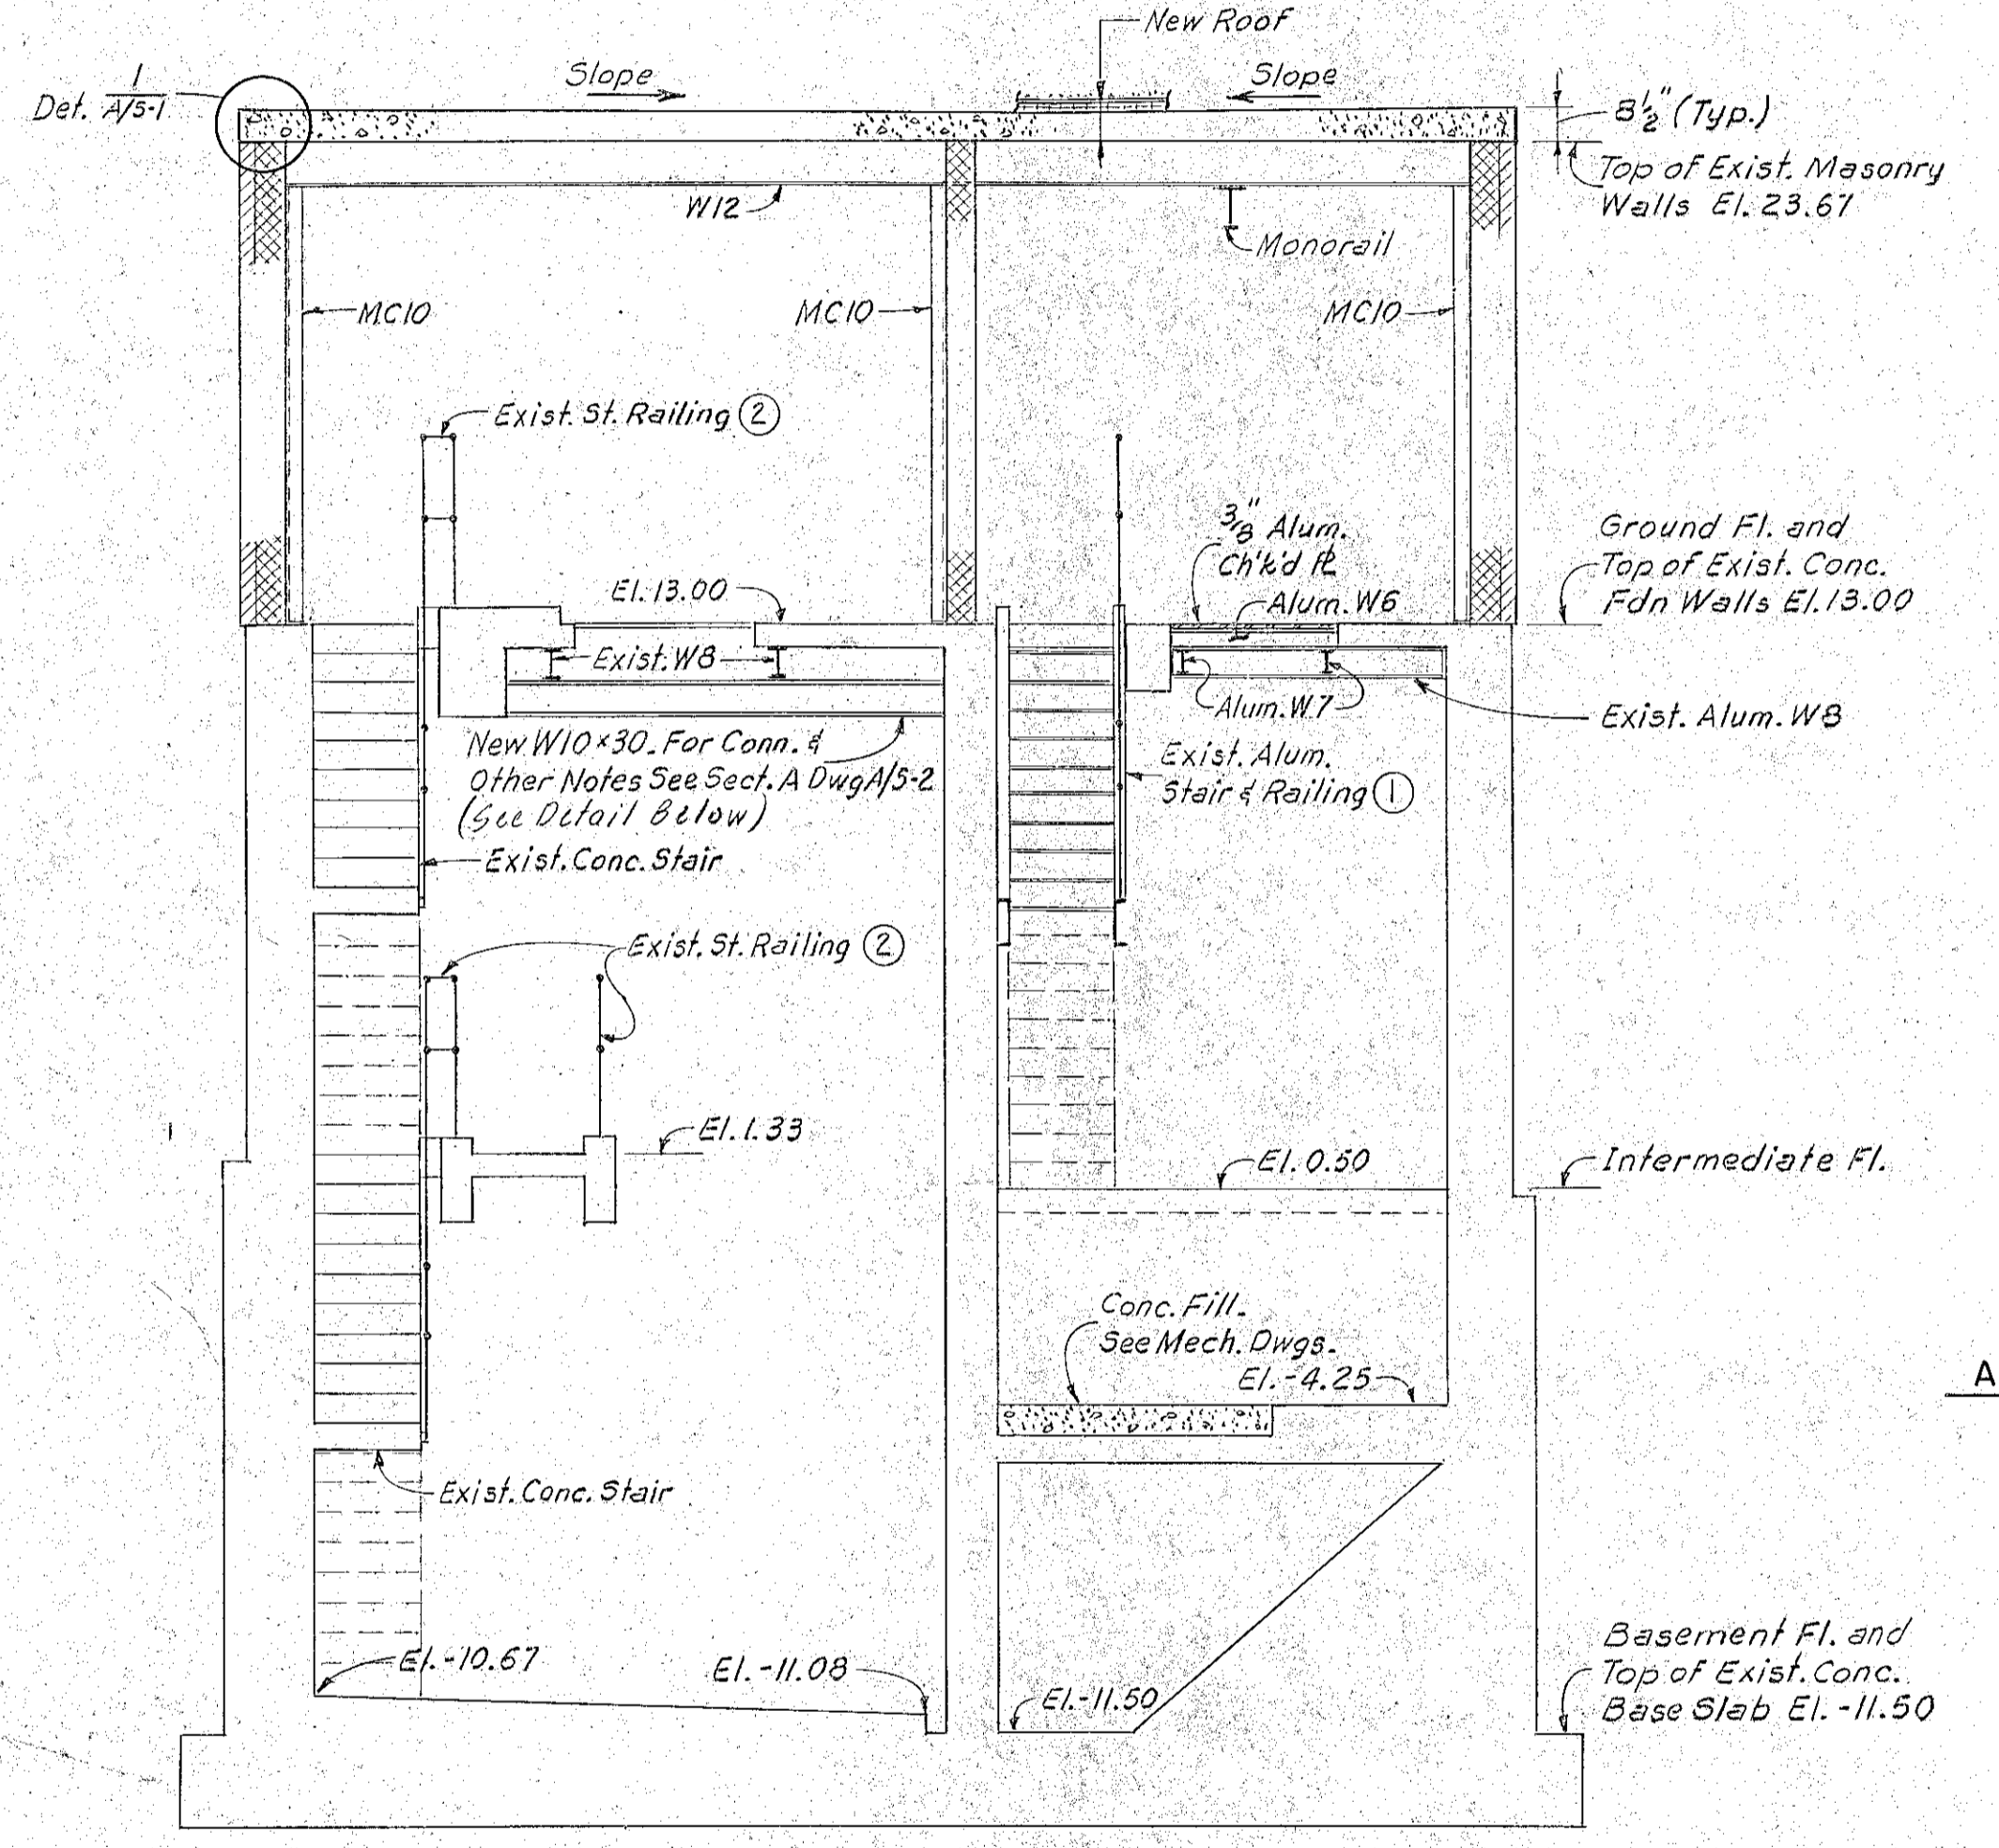 New Roof
Slope
Slope
1
Det. A/S-1
8½" (Typ.)
Top of Exist. Masonry
Walls El. 23.67
W12
Monorail
MC10
MC10
MC10
Exist. St. Railing ②
3/8" Alum.
Ch'k'd ℄
Alum. W6
Ground Fl. and
Top of Exist. Conc.
Fdn Walls El. 13.00
El. 13.00
Exist. W8
Alum. W7
Exist. Alum. W8
New W10×30. For Conn. &
Other Notes See Sect. A Dwg A/S-2
(See Detail Below)
Exist. Alum.
Stair & Railing ①
Exist. Conc. Stair
Exist. St. Railing ②
El. 1.33
El. 0.50
Intermediate Fl.
Conc. Fill.
See Mech. Dwgs.
El. -4.25
A
Exist. Conc. Stair
El. -10.67
El. -11.08
El. -11.50
Basement Fl. and
Top of Exist. Conc.
Base Slab El. -11.50